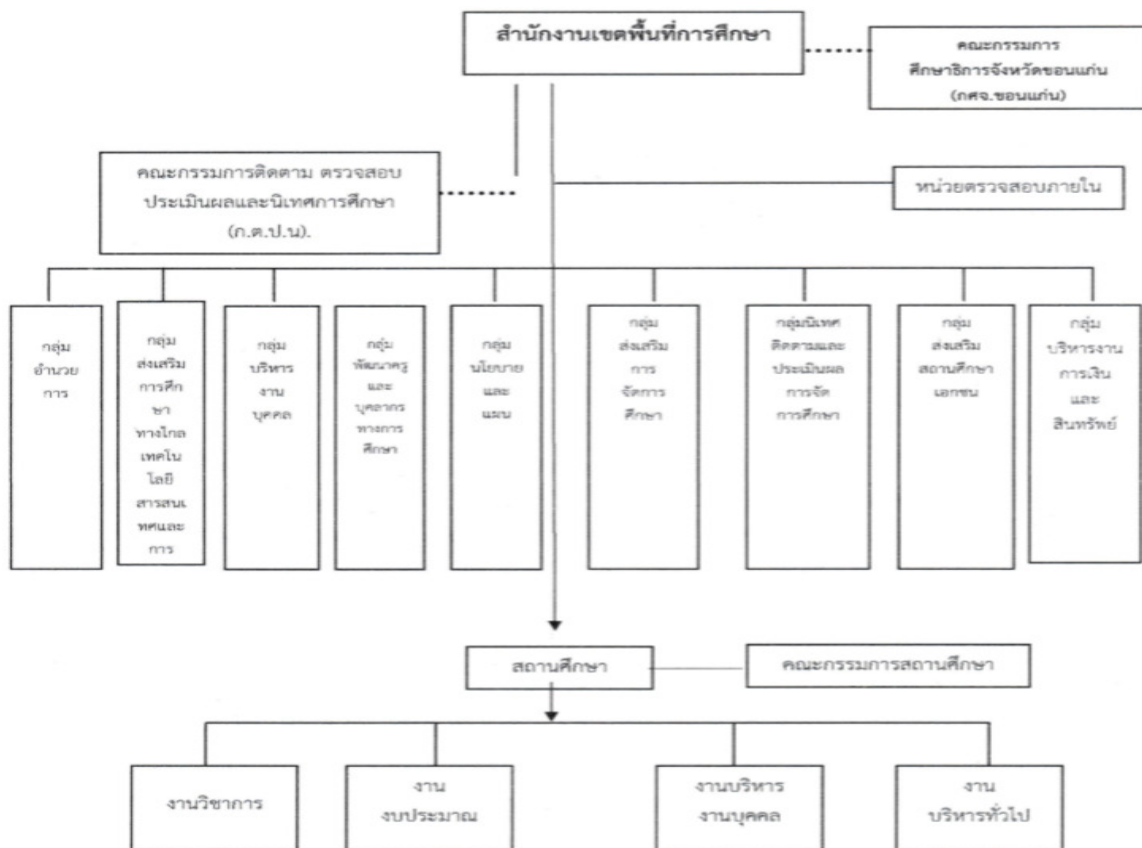 สำนักงานเขตพื้นที่การศึกษา
คณะกรรมการ
ศึกษาธิการจังหวัดขอนแก่น
(กศจ.ขอนแก่น)
คณะกรรมการติดตาม ตรวจสอบ
ประเมินผลและนิเทศการศึกษา
(ก.ต.ป.น).
หน่วยตรวจสอบภายใน
กลุ่ม
อำนวย
การ
กลุ่ม
ส่งเสริม
การศึก
ษา
ทางไกล
เทคโน
โลยี
สารสนเ
ทศและ
การ
กลุ่ม
บริหาร
งาน
บุคคล
กลุ่ม
พัฒนาครู
และ
บุคลากร
ทางการ
ศึกษา
กลุ่ม
นโยบาย
และ
แผน
กลุ่ม
ส่งเสริม
การ
จัดการ
ศึกษา
กลุ่มนิเทศ
ติดตามและ
ประเมินผล
การจัด
การศึกษา
กลุ่ม
ส่งเสริม
สถานศึกษา
เอกชน
กลุ่ม
บริหารงาน
การเงิน
และ
สินทรัพย์
สถานศึกษา
คณะกรรมการสถานศึกษา
งานวิชาการ
งาน
งบประมาณ
งานบริหาร
งานบุคคล
งาน
บริหารทั่วไป